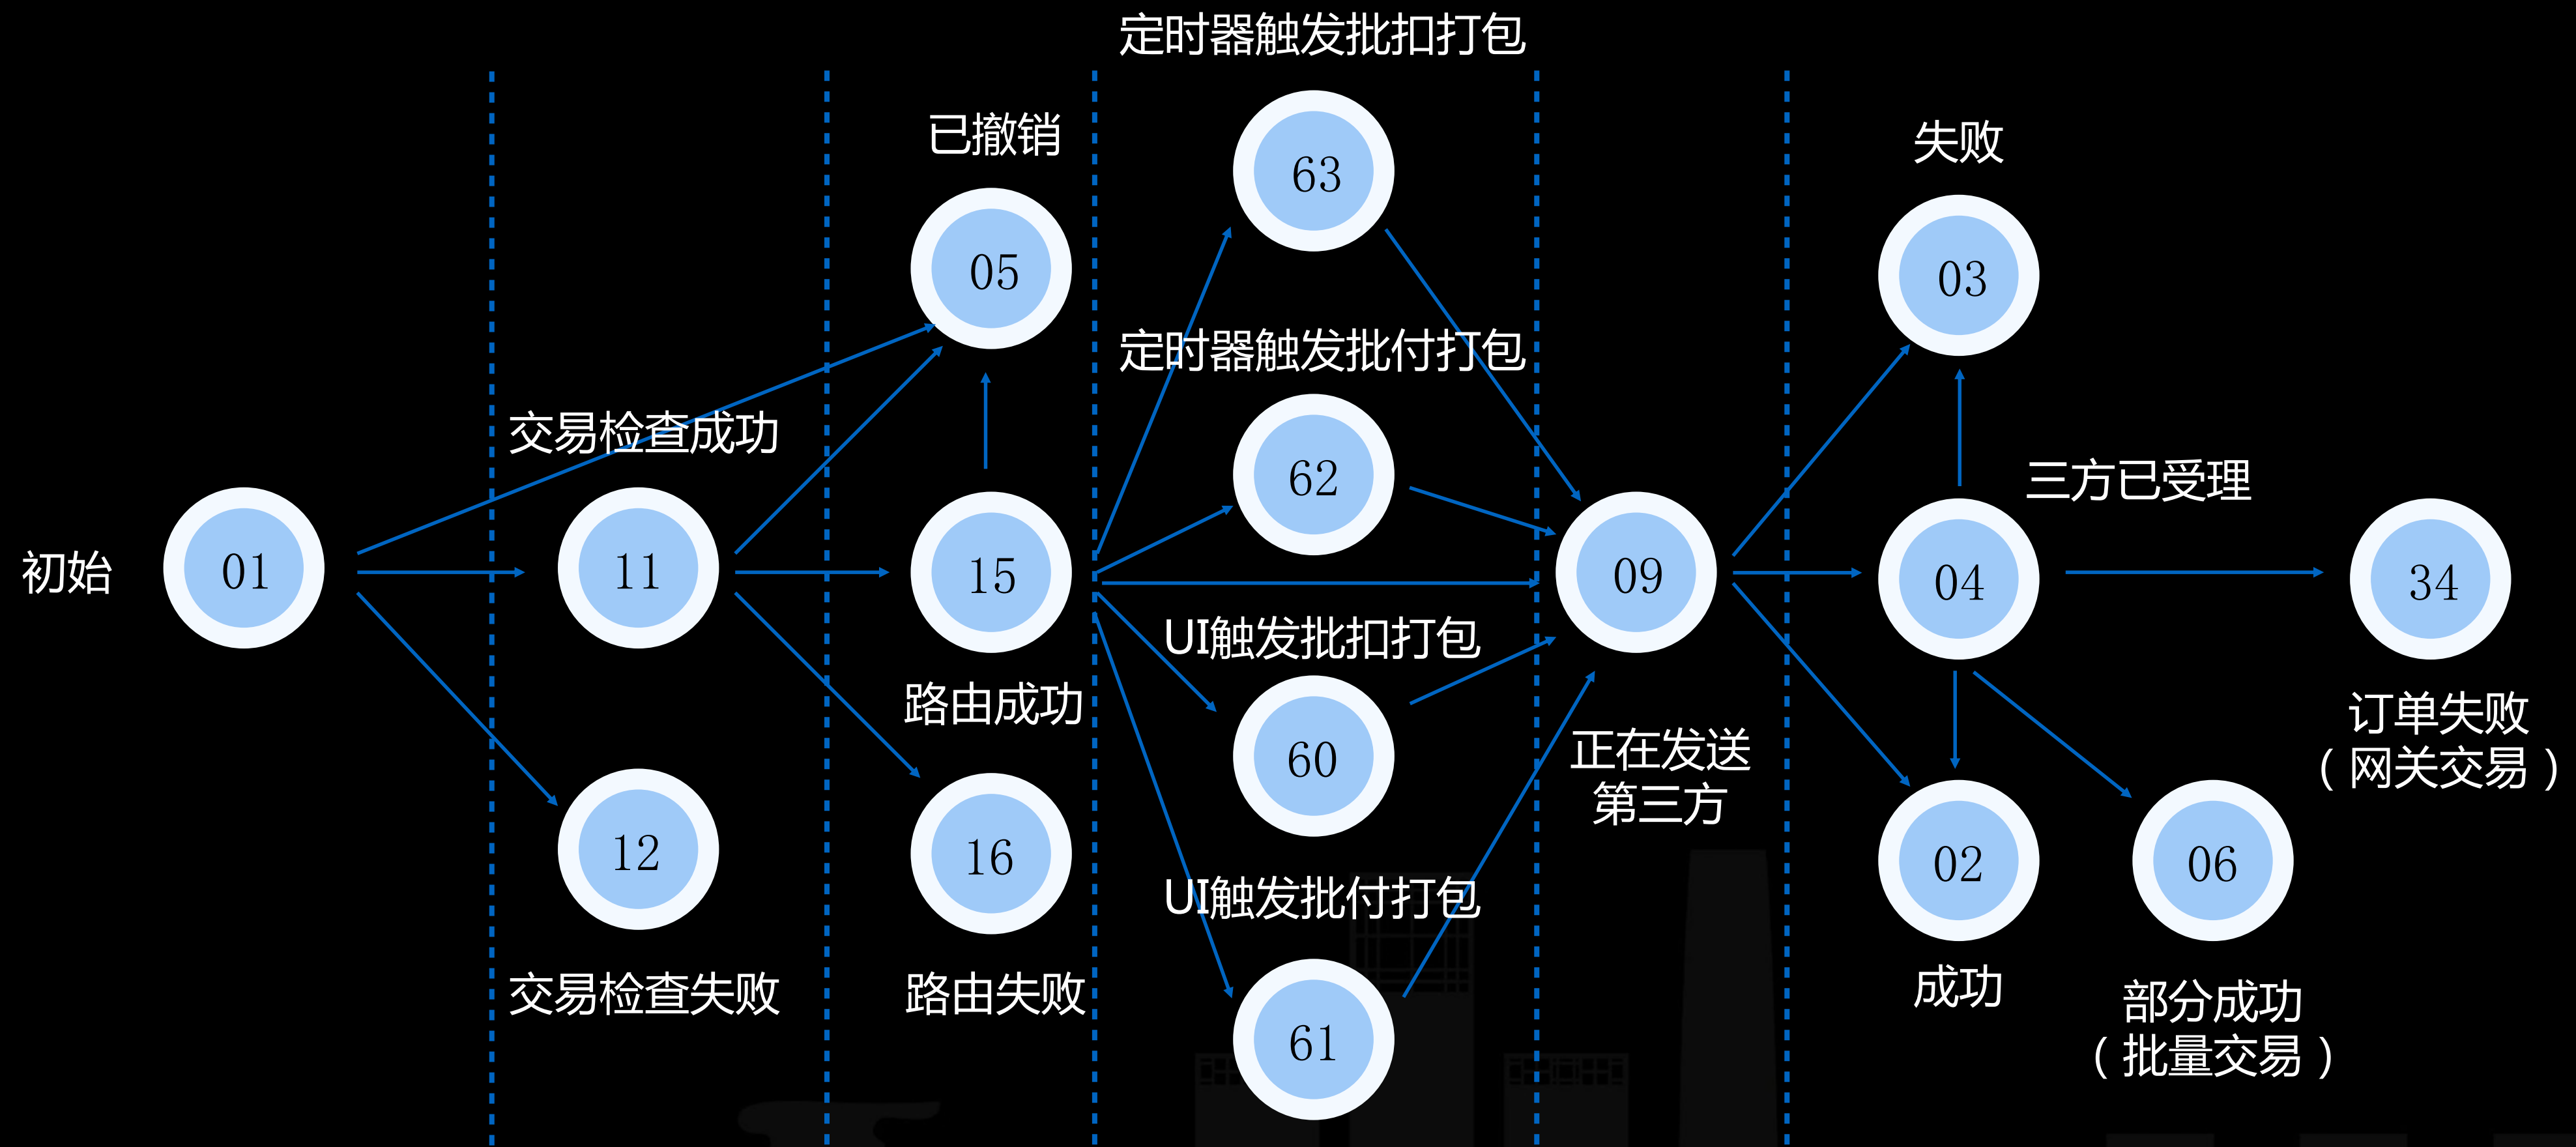 初始
01
交易检查成功
11
12
交易检查失败
已撤销
05
15
路由成功
16
路由失败
定时器触发批扣打包
63
定时器触发批付打包
62
UI触发批扣打包
60
UI触发批付打包
61
09
正在发送
第三方
失败
03
三方已受理
04
02
成功
06
部分成功
（批量交易）
34
订单失败
（网关交易）